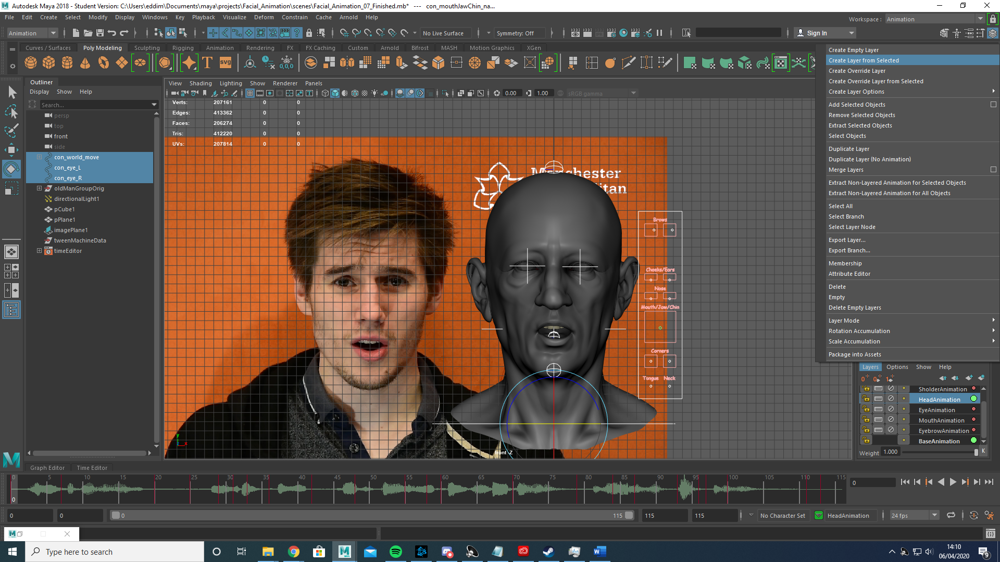 Autodesk Maya 2018 - Student Version: C:\Users\eddim\Documents\maya\projects\Facial_Animation\scenes\Facial_Animation_07_Finished.mb*   ---   con_mouthJawChin_na...
File Edit Create Select Modify Display Windows Key Playback Visualize Deform Constrain Cache Arnold Help
Workspace : Animation
Animation
No Live Surface
Symmetry: Off
Sign In
Curves / Surfaces Poly Modeling Sculpting Rigging Animation Rendering FX FX Caching Custom Arnold Bifrost MASH Motion Graphics XGen
T SVG 0,0,0
Outliner
Display Show Help
Search...
persp
top
front
side
con_world_move
con_eye_L
con_eye_R
oldManGroupOrig
directionalLight1
pCube1
pPlane1
imagePlane1
tweenMachineData
timeEditor
View Shading Lighting Show Renderer Panels
0.00 1.00 sRGB gamma
Verts: 207161 0 0
Edges: 413362 0 0
Faces: 206274 0 0
Tris: 412220 0 0
UVs: 207814 0 0
Brows
Cheeks/Ears
Nose
Mouth/Jaw/Chin
Corners
Tongue Neck
y
x
front -Z
Create Empty Layer
Create Layer from Selected
Create Override Layer
Create Override Layer from Selected
Create Layer Options
Add Selected Objects
Remove Selected Objects
Extract Selected Objects
Select Objects
Duplicate Layer
Duplicate Layer (No Animation)
Merge Layers
Extract Non-Layered Animation for Selected Objects
Extract Non-Layered Animation for All Objects
Select All
Select Branch
Select Layer Node
Export Layer...
Export Branch...
Membership
Attribute Editor
Delete
Empty
Delete Empty Layers
Layer Mode
Rotation Accumulation
Scale Accumulation
Package into Assets
Layers Options Show Help
SholderAnimation
HeadAnimation
EyeAnimation
MouthAnimation
EyebrowAnimation
BaseAnimation
Weight 1.000 K
Graph Editor Time Editor
0 5 10 15 20 25 30 35 40 45 50 55 60 65 70 75 80 85 90 95 100 105 110 115
0
0
0 0 0 115 115 115 No Character Set HeadAnimation 24 fps
Type here to search
14:10
06/04/2020
9